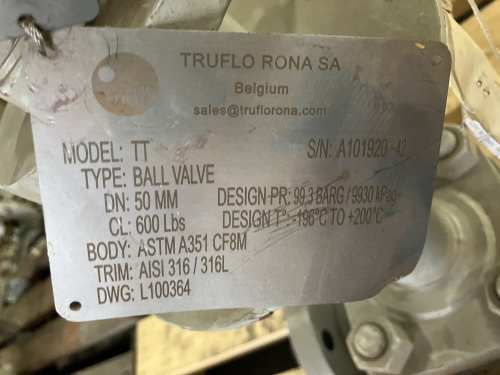 TRUFLO RONA SA
Belgium
sales@truflorona.com
MODEL: TT S/N: A101920-42
TYPE: BALL VALVE
DN: 50 MM DESIGN PR: 99.3 BARG / 9930 kPag
CL: 600 Lbs DESIGN T°: -196°C TO +200°C
BODY: ASTM A351 CF8M
TRIM: AISI 316 / 316L
DWG: L100364